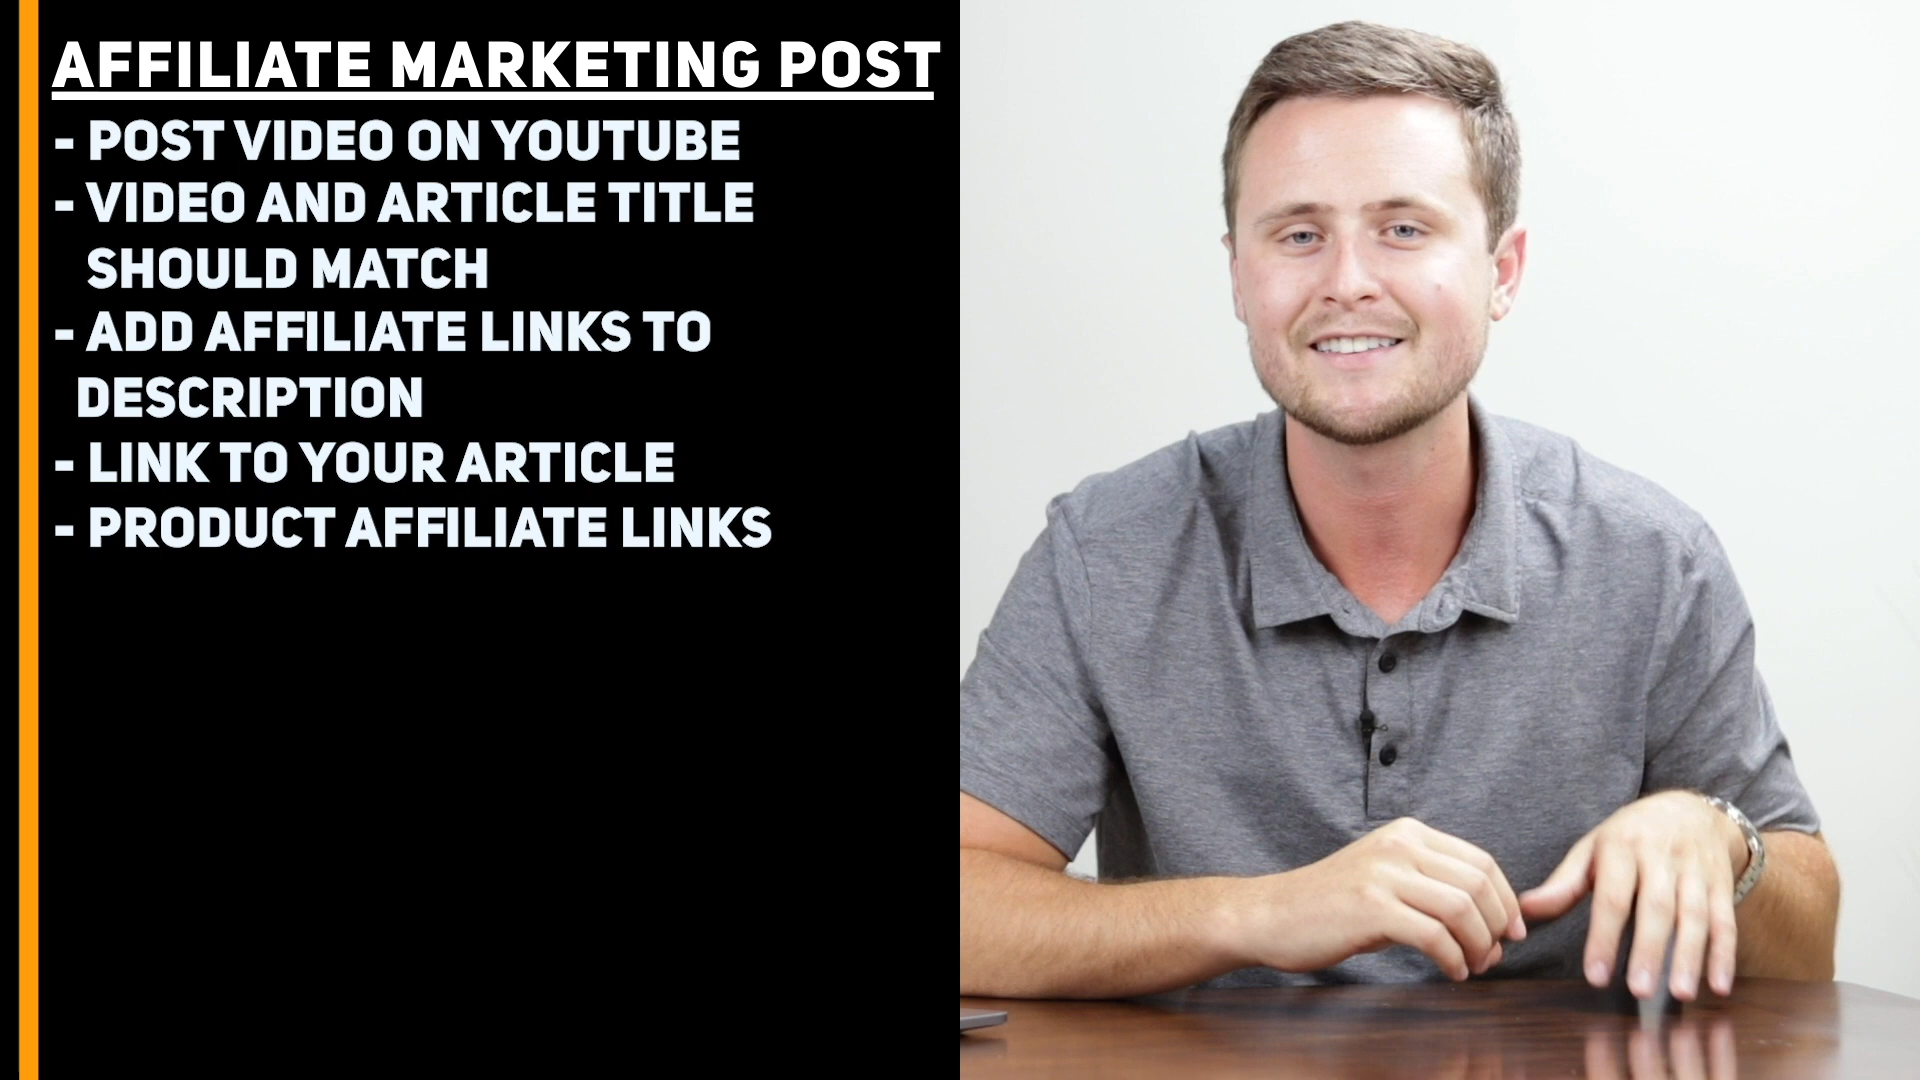 AFFILIATE MARKETING POST
- POST VIDEO ON YOUTUBE
- VIDEO AND ARTICLE TITLE
SHOULD MATCH
- ADD AFFILIATE LINKS TO
DESCRIPTION
- LINK TO YOUR ARTICLE
- PRODUCT AFFILIATE LINKS